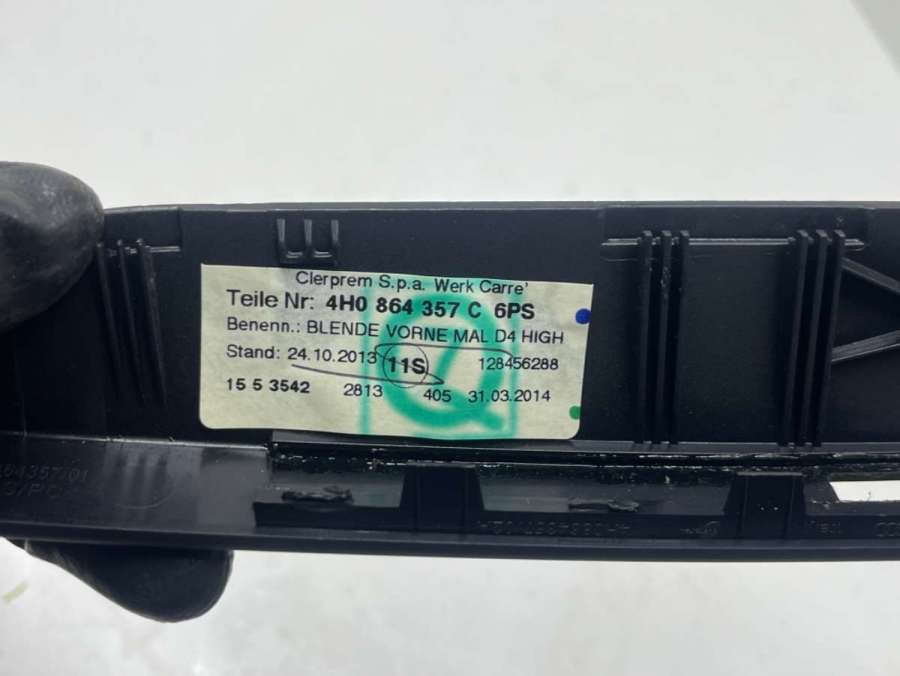 Clerprem S.p.a. Werk Carre'
Teile Nr: 4H0 864 357 C 6PS
Benenn.: BLENDE VORNE MAL D4 HIGH
Stand: 24.10.2013 11S 128456288
15 5 3542 2813 405 31.03.2014